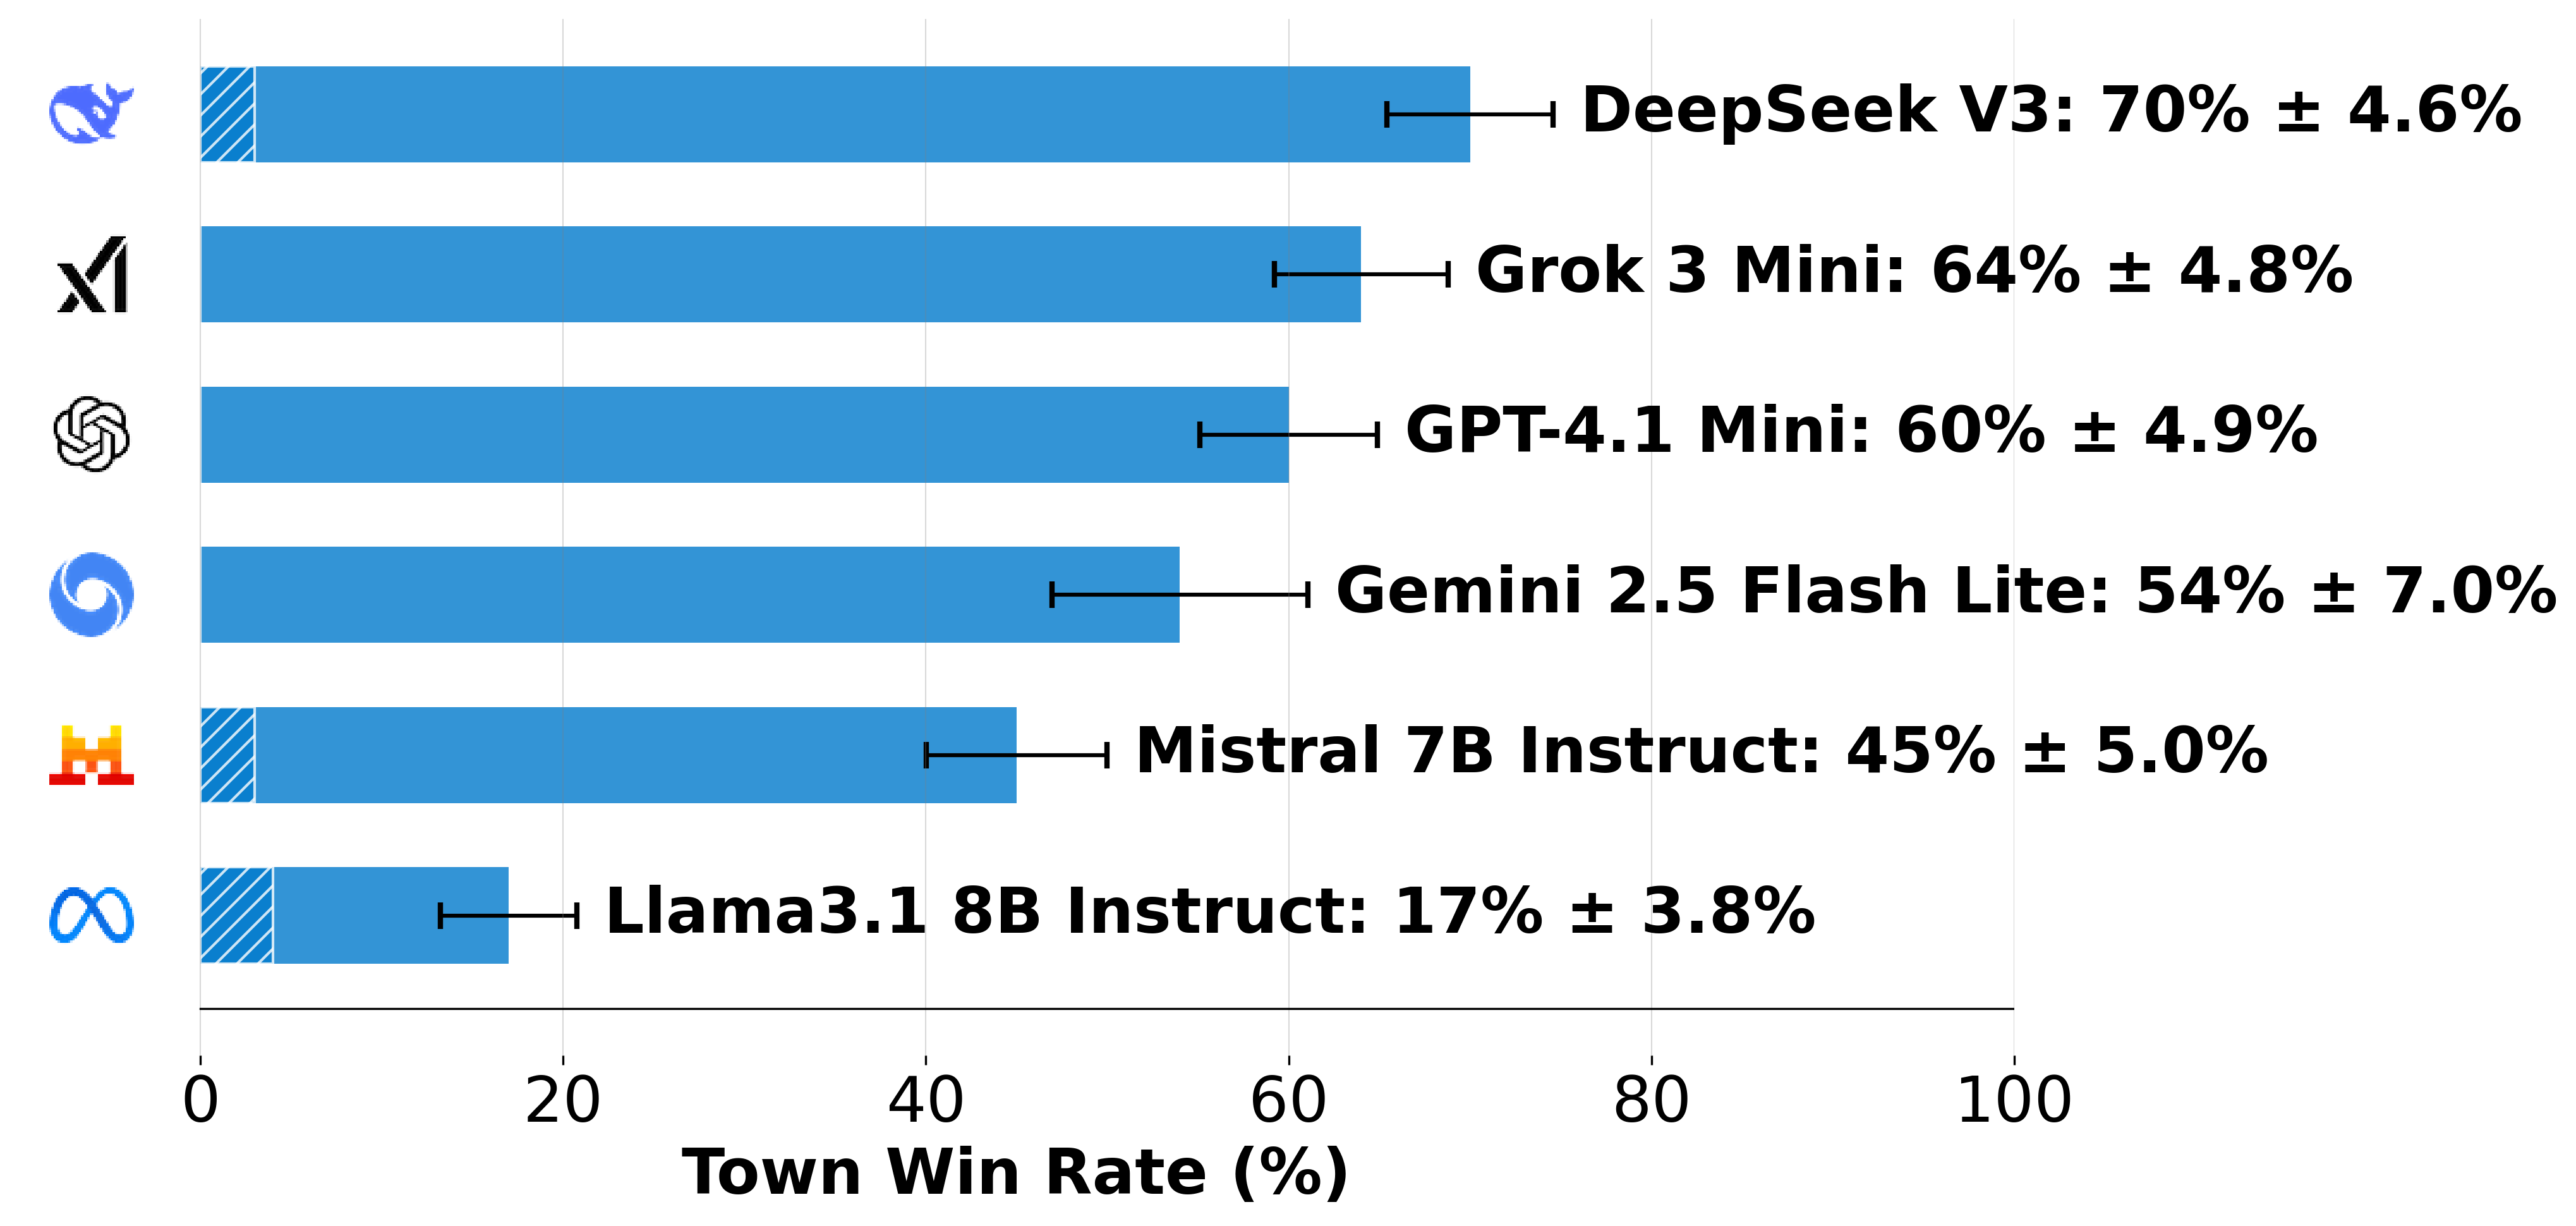 DeepSeek V3: 70% ± 4.6%
Grok 3 Mini: 64% ± 4.8%
GPT-4.1 Mini: 60% ± 4.9%
Gemini 2.5 Flash Lite: 54% ± 7.0%
Mistral 7B Instruct: 45% ± 5.0%
Llama3.1 8B Instruct: 17% ± 3.8%
0 20 40 60 80 100
Town Win Rate (%)